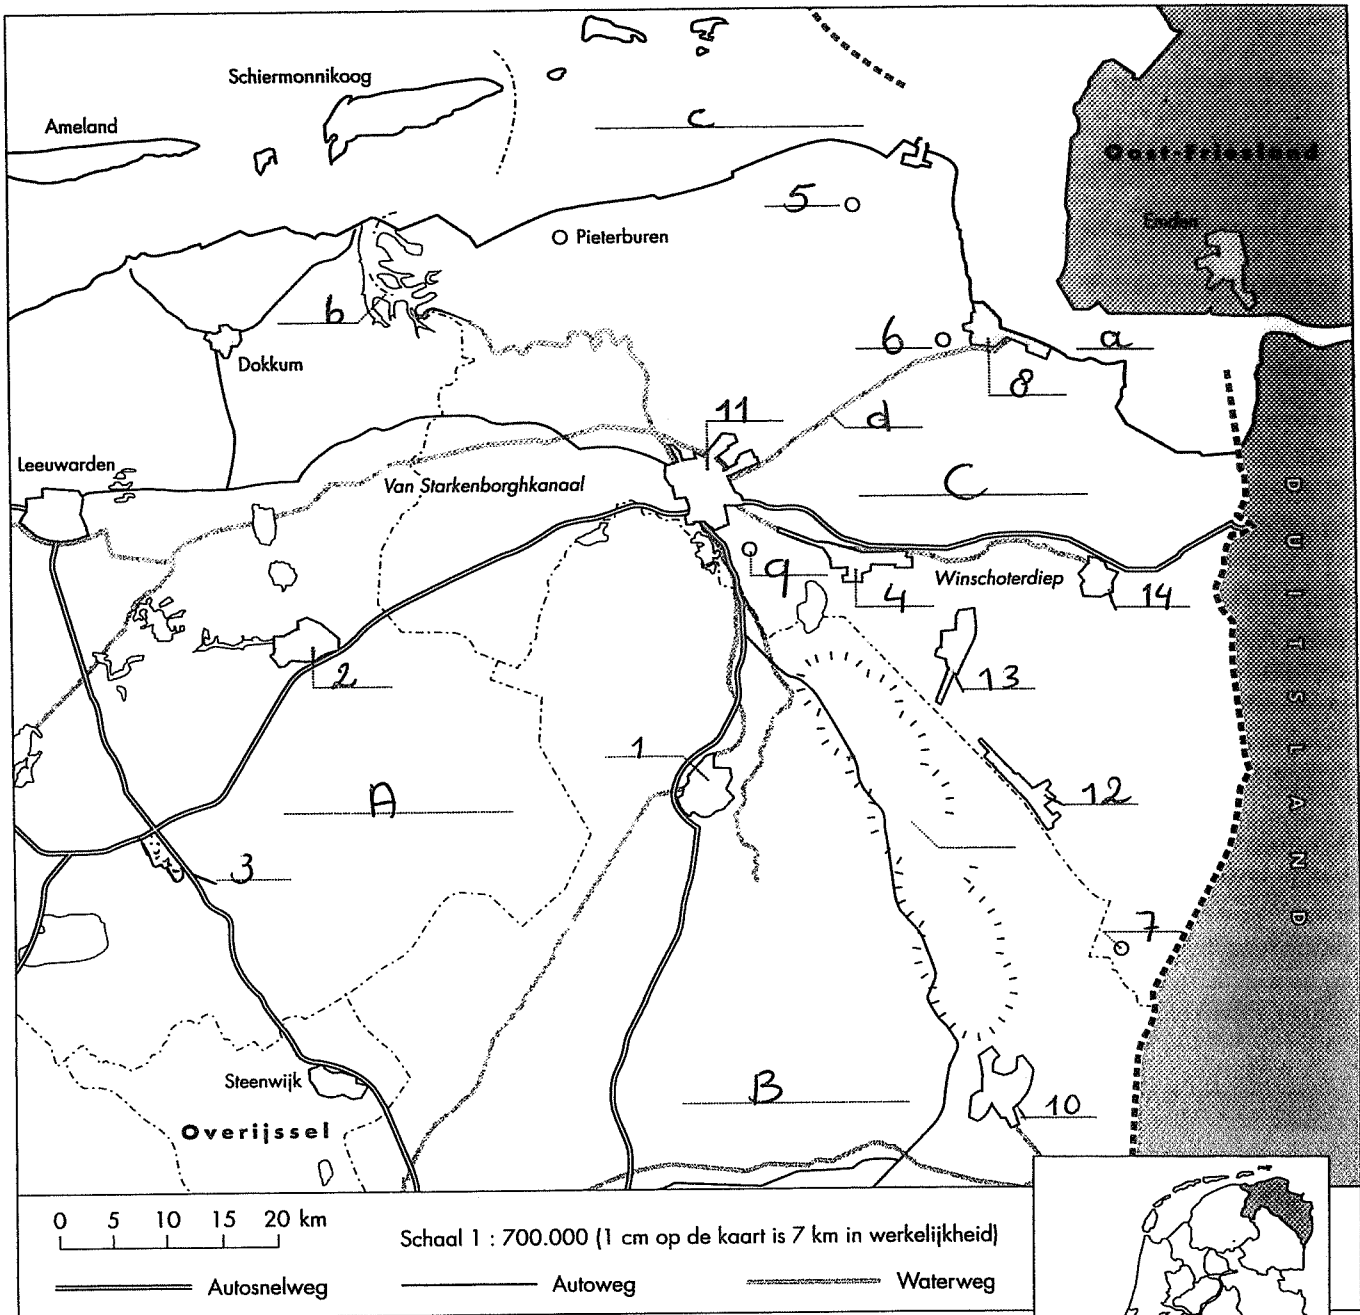 Schiermonnikoog
Ameland
c
Oost-Friesland
5
Emden
Pieterburen
b
6
a
Dokkum
8
11
d
Leeuwarden
Van Starkenborghkanaal
C
DUITSLAND
9
4
Winschoterdiep
14
2
13
1
A
12
3
7
Steenwijk
B
10
Overijssel
0 5 10 15 20 km
Schaal 1 : 700.000 (1 cm op de kaart is 7 km in werkelijkheid)
Autosnelweg Autoweg Waterweg